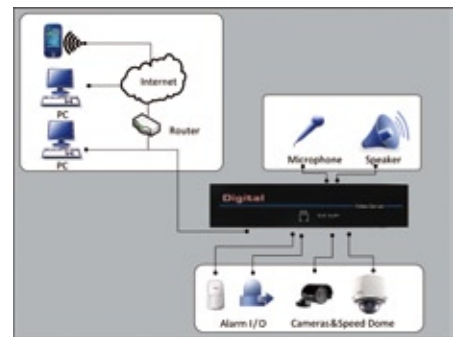 Internet
PC
Router
PC
Microphone
Speaker
Digital
Alarm I/O
Cameras&Speed Dome